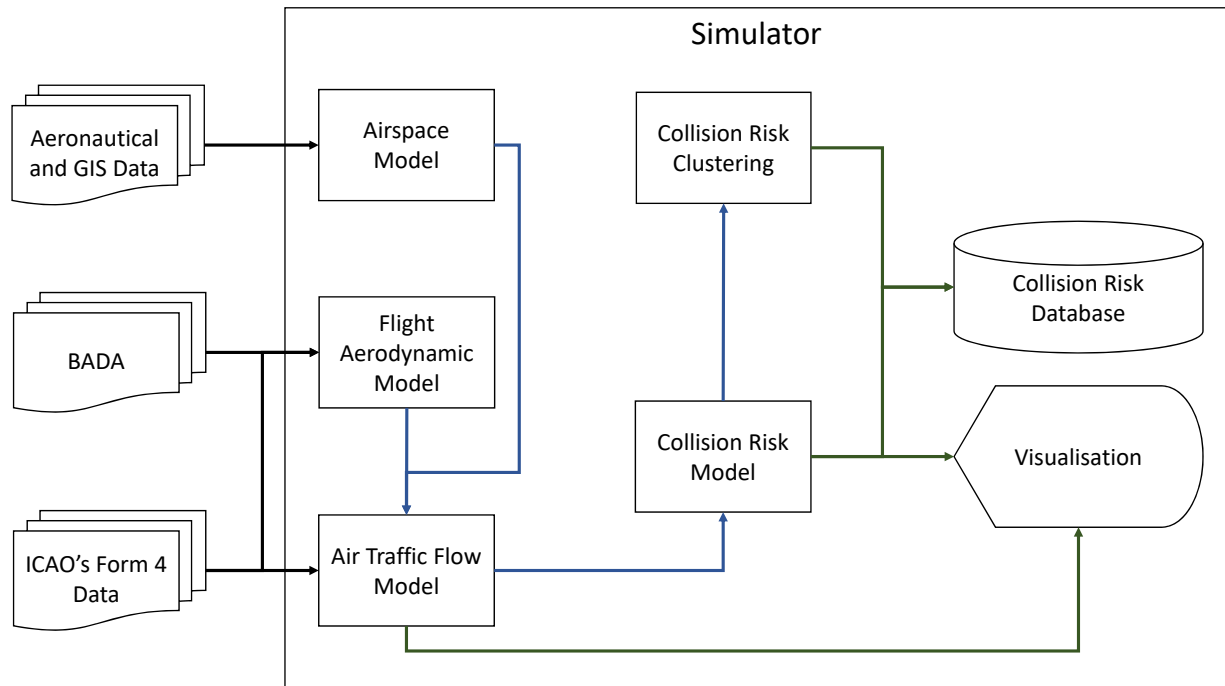 Simulator
Aeronautical
and GIS Data
Airspace
Model
Collision Risk
Clustering
Collision Risk
Database
BADA
Flight
Aerodynamic
Model
Collision Risk
Model
Visualisation
ICAO’s Form 4
Data
Air Traffic Flow
Model